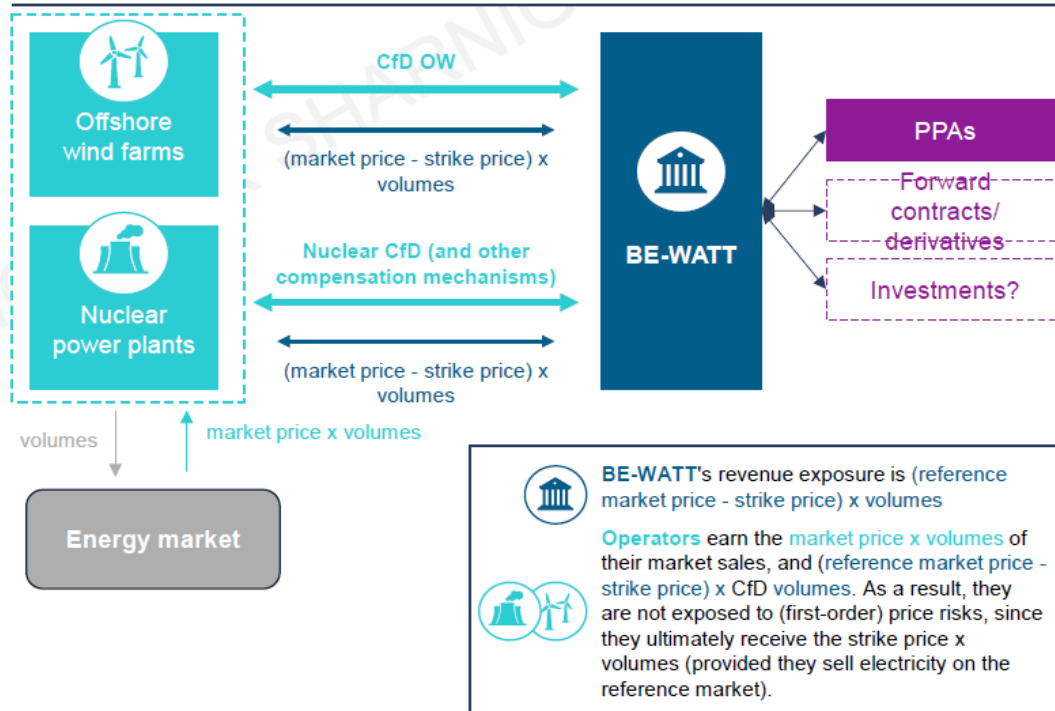 CfD OW
Offshore
wind farms
(market price - strike price) x
volumes
Nuclear CfD (and other
compensation mechanisms)
Nuclear
power plants
(market price - strike price) x
volumes
BE-WATT
PPAs
Forward
contracts/
derivatives
Investments?
volumes
market price x volumes
Energy market
BE-WATT's revenue exposure is (reference
market price - strike price) x volumes
Operators earn the market price x volumes of
their market sales, and (reference market price -
strike price) x CfD volumes. As a result, they
are not exposed to (first-order) price risks, since
they ultimately receive the strike price x
volumes (provided they sell electricity on the
reference market).